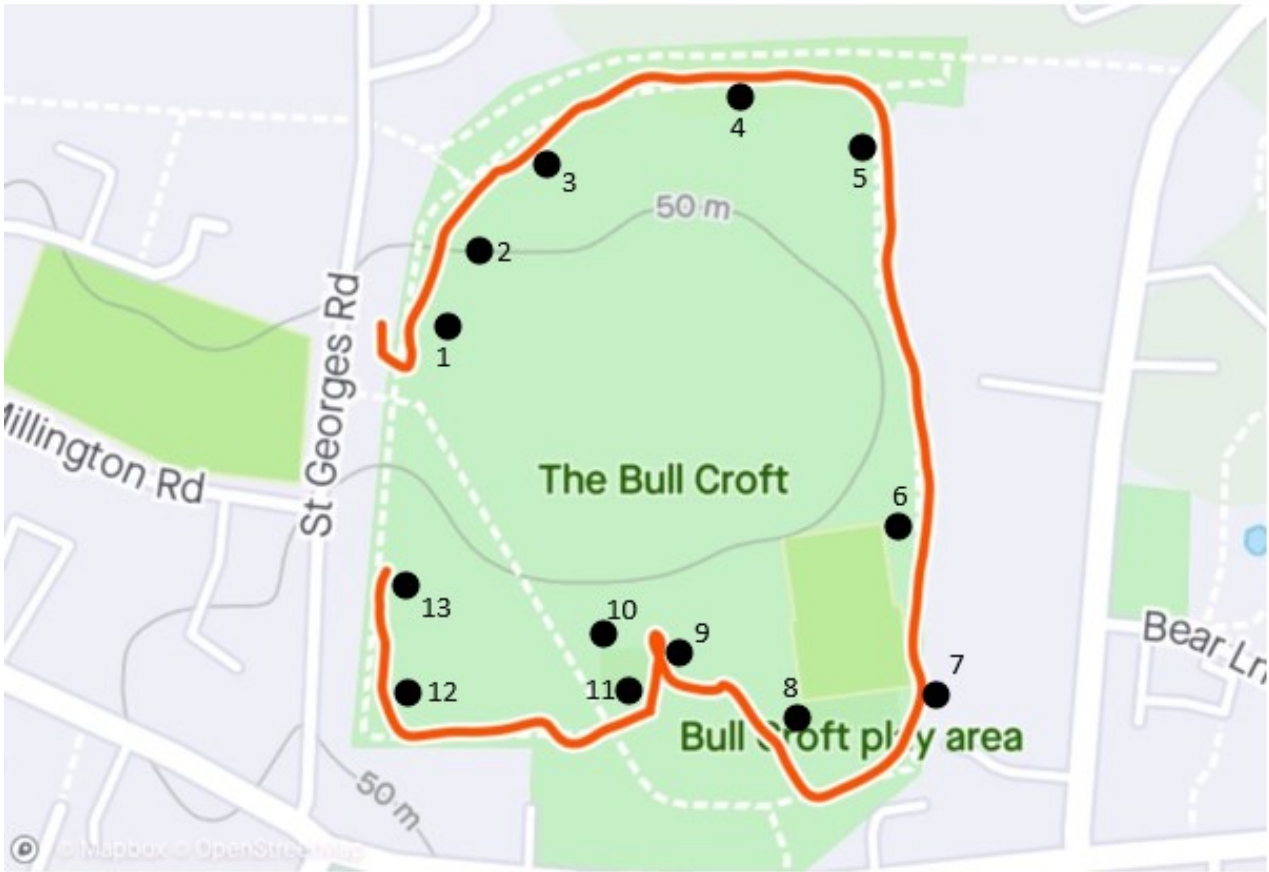 4
3
5
50 m
2
1
St Georges Rd
Millington Rd
The Bull Croft
6
10
13
9
7
Bear Ln
12
11
8
Bull Croft play area
50 m
© Mapbox © OpenStreetMap